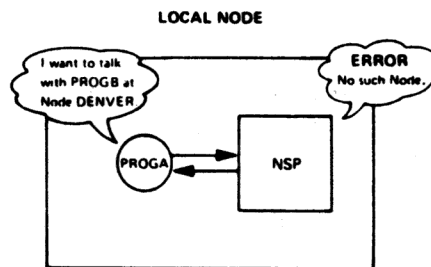 LOCAL NODE
I want to talk
with PROGB at
Node DENVER.
ERROR
No such Node.
PROGA
NSP